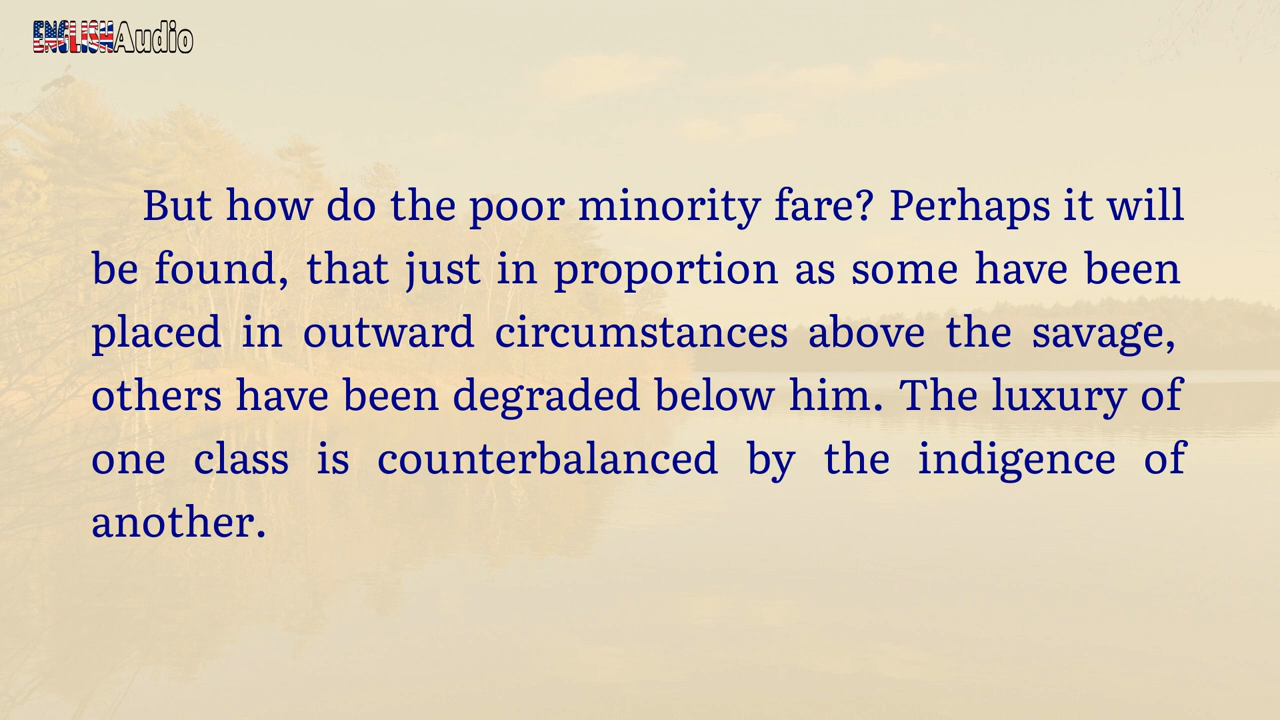 ENGLISHAudio
But how do the poor minority fare? Perhaps it will
be found, that just in proportion as some have been
placed in outward circumstances above the savage,
others have been degraded below him. The luxury of
one class is counterbalanced by the indigence of
another.